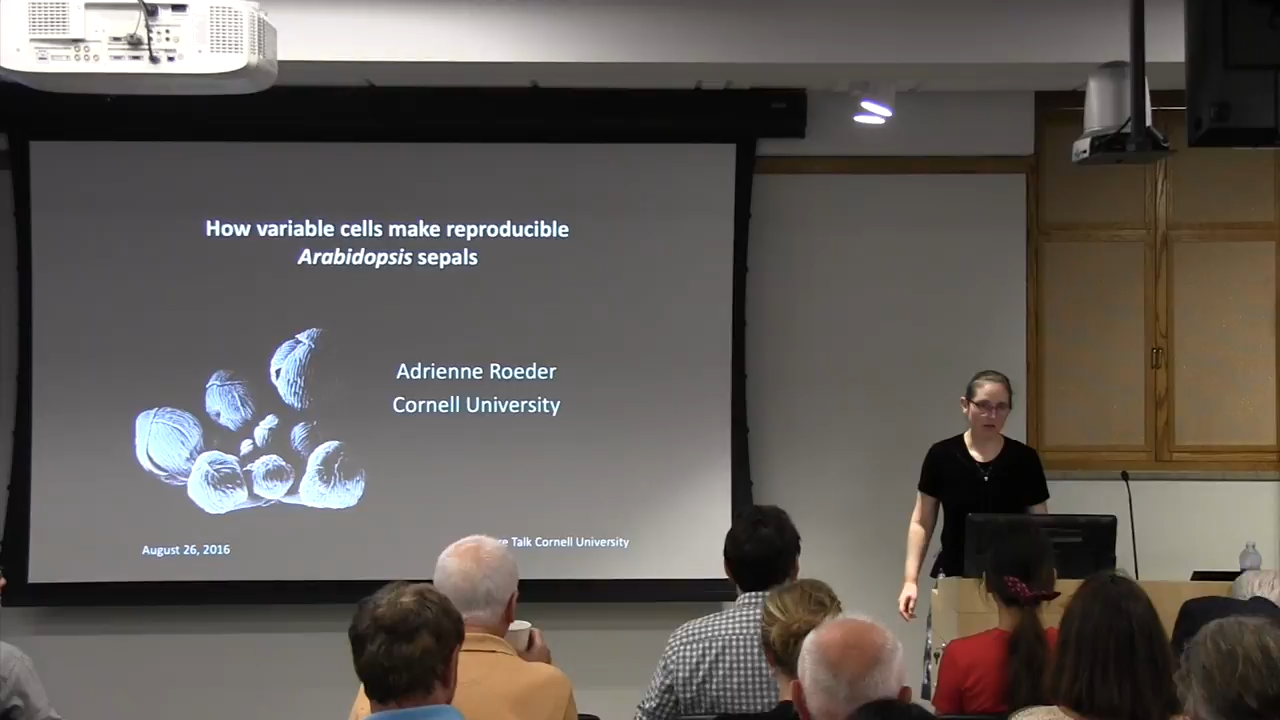 How variable cells make reproducible
Arabidopsis sepals
Adrienne Roeder
Cornell University
August 26, 2016
Talk Cornell University